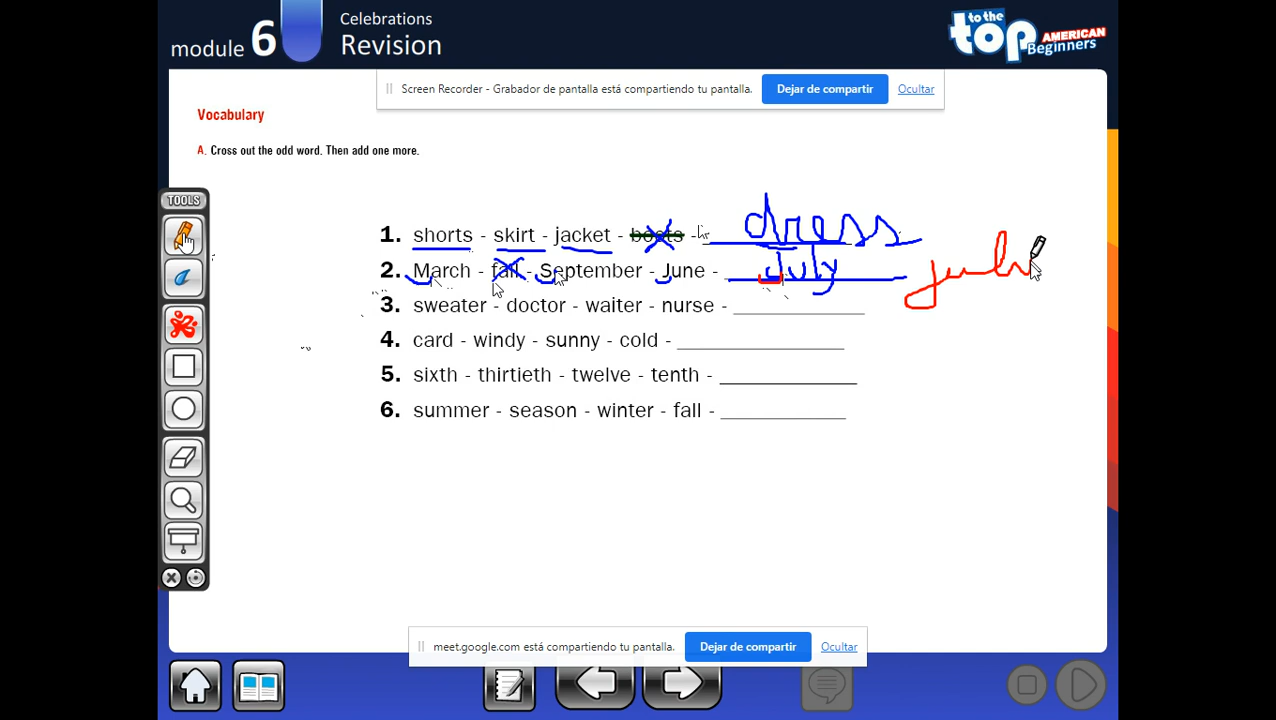 Celebrations
module 6 Revision
to the top AMERICAN Beginners
Screen Recorder - Grabador de pantalla está compartiendo tu pantalla. Dejar de compartir Ocultar
Vocabulary
A. Cross out the odd word. Then add one more.
TOOLS
1. shorts - skirt - jacket - boots - dress
2. March - fall - September - June - July
3. sweater - doctor - waiter - nurse - ____________
4. card - windy - sunny - cold - ____________
5. sixth - thirtieth - twelve - tenth - ____________
6. summer - season - winter - fall - ____________
meet.google.com está compartiendo tu pantalla. Dejar de compartir Ocultar